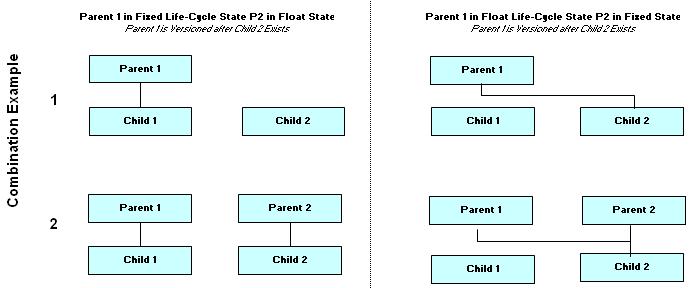 Parent 1 in Fixed Life-Cycle State P2 in Float State
Parent 1 is Versioned after Child 2 Exists
Parent 1 in Float Life-Cycle State P2 in Fixed State
Parent 1 is Versioned after Child 2 Exists
Combination Example
1
Parent 1
Child 1
Child 2
Parent 1
Child 1
Child 2
2
Parent 1
Parent 2
Child 1
Child 2
Parent 1
Parent 2
Child 1
Child 2